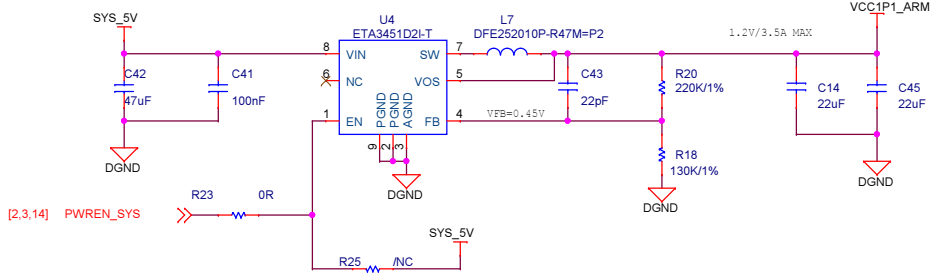 SYS_5V
U4
ETA3451D2I-T
L7
DFE252010P-R47M=P2
VCC1P1_ARM
1.2V/3.5A MAX
8 VIN SW 7
C42
47uF
C41
100nF
6 NC VOS 5
C43
22pF
R20
220K/1%
C14
22uF
C45
22uF
1 EN FB 4
PGND PGND AGND
9 2 3
VFB=0.45V
R18
130K/1%
DGND
DGND
DGND
DGND
[2,3,14] PWREN_SYS
R23 0R
SYS_5V
R25 /NC